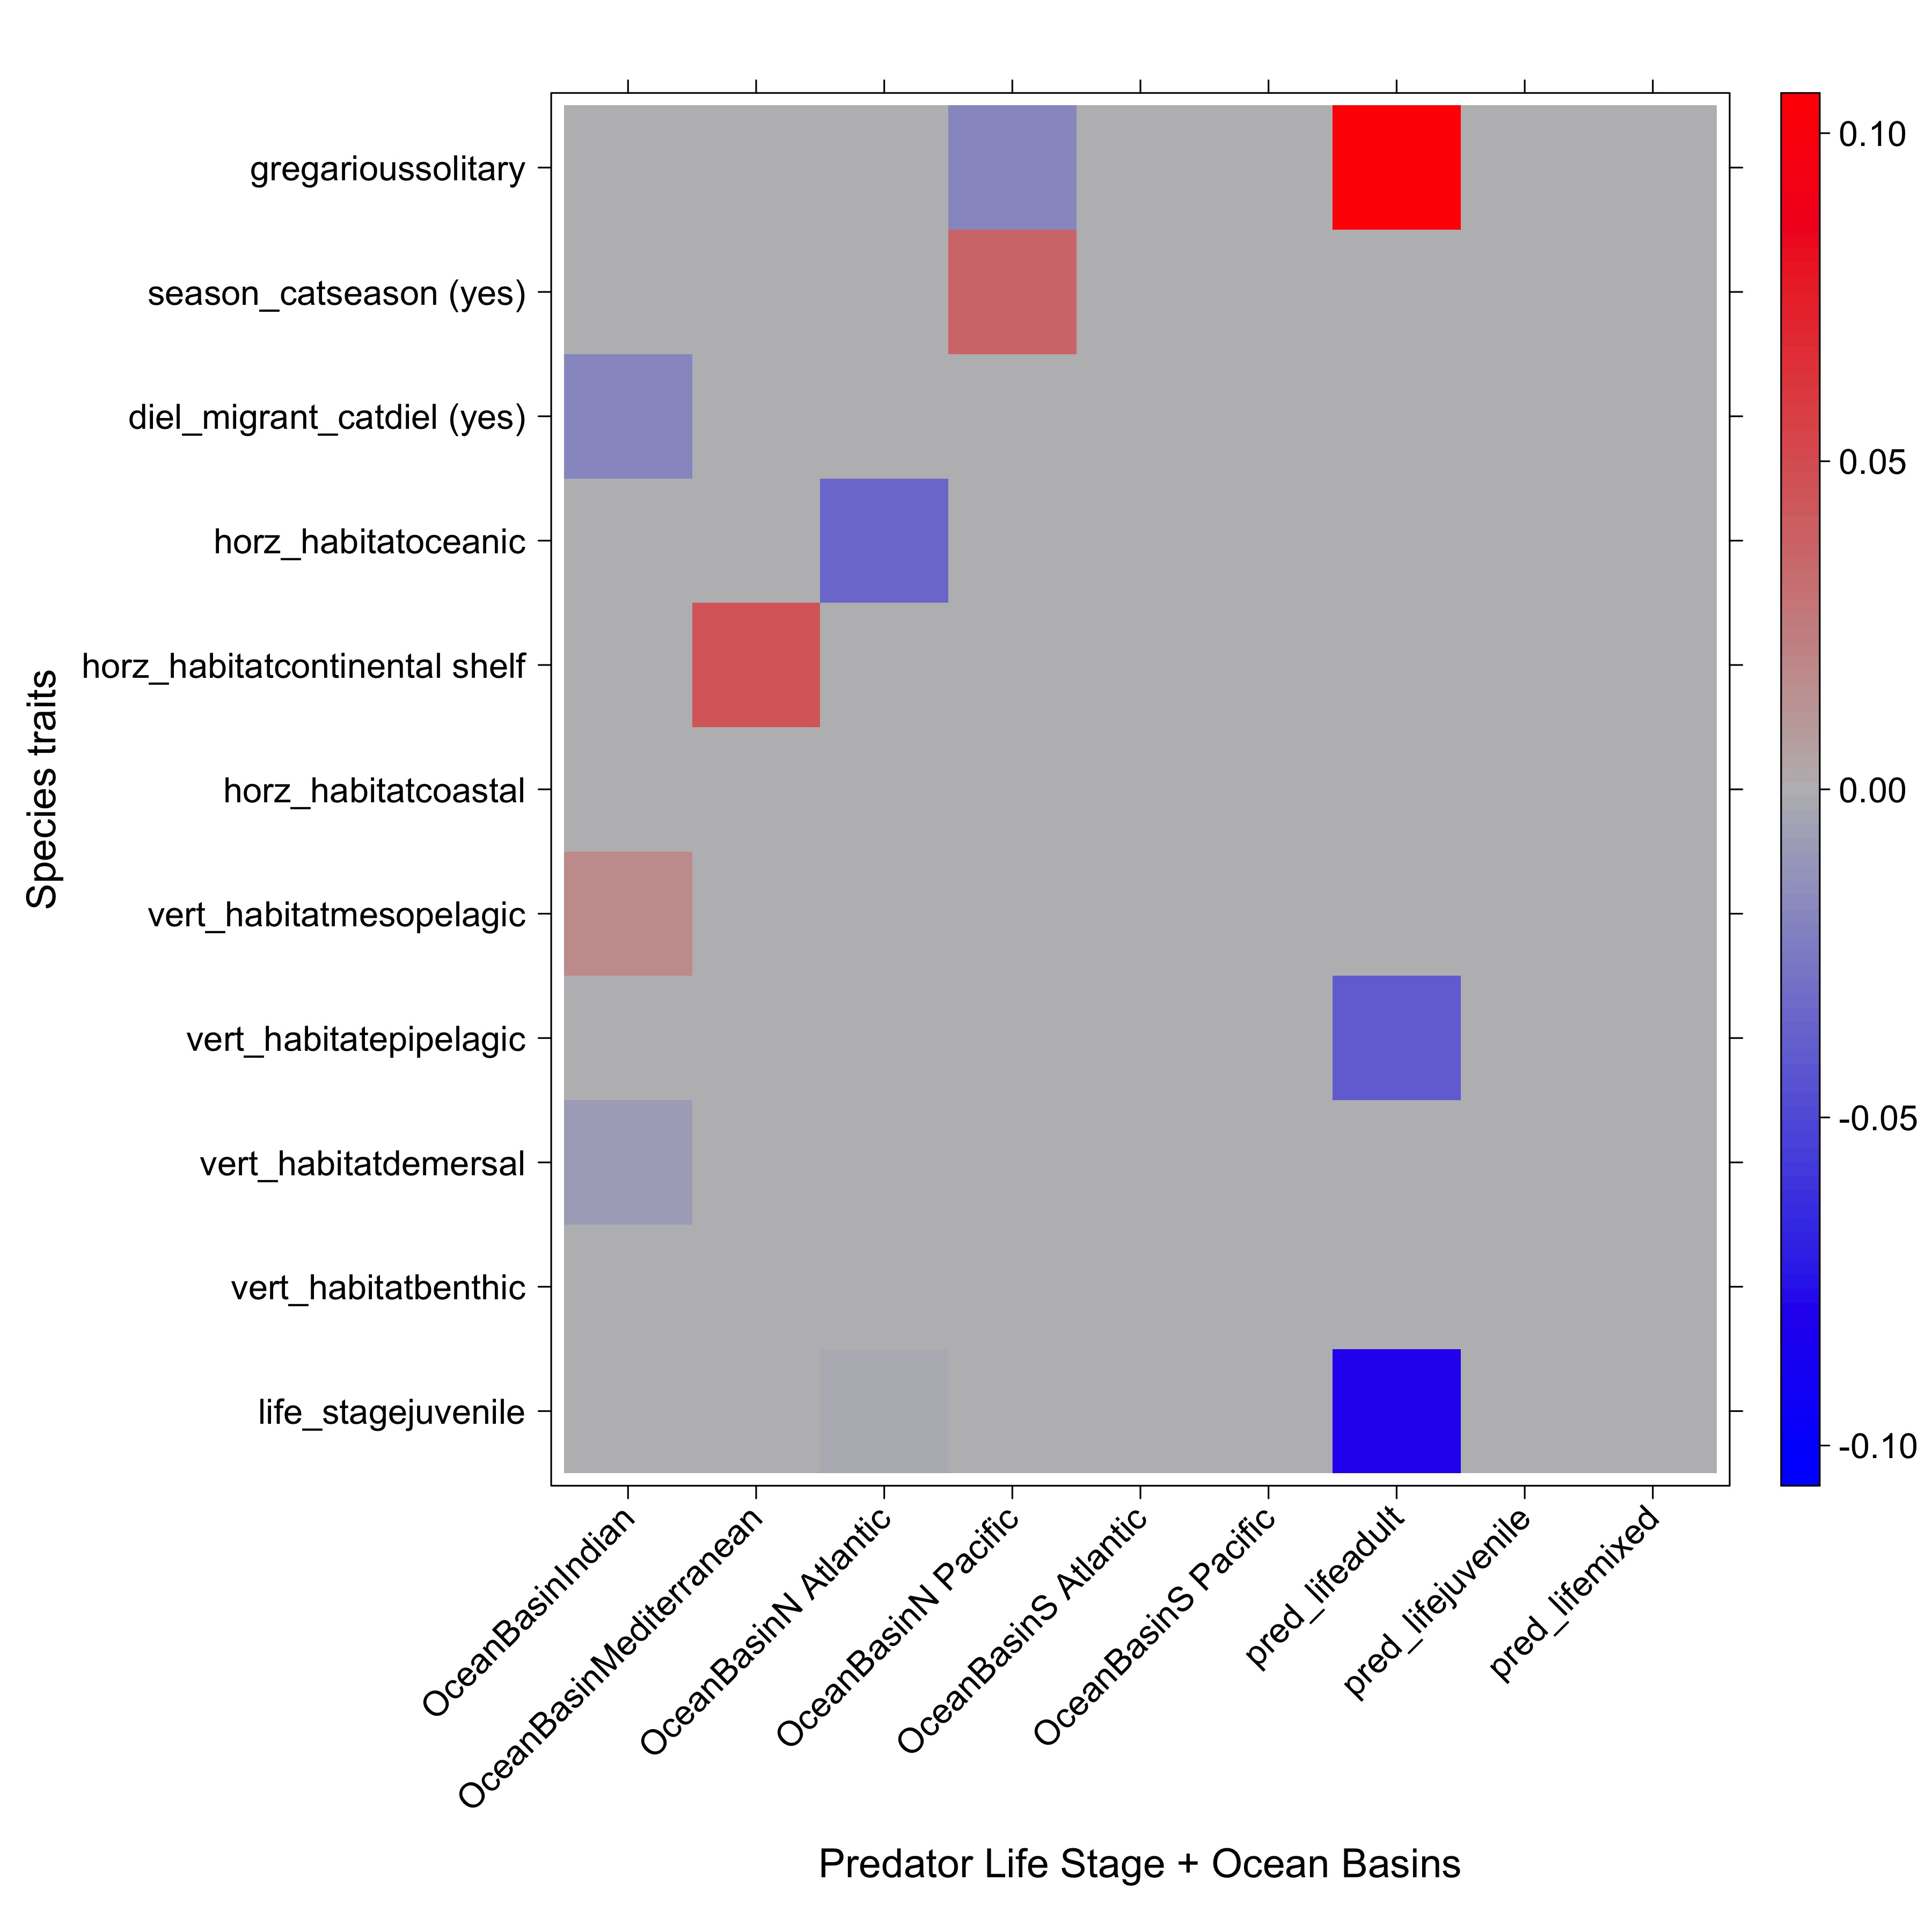 gregarioussolitary
season_catseason (yes)
diel_migrant_catdiel (yes)
horz_habitatoceanic
horz_habitatcontinental shelf
horz_habitatcoastal
vert_habitatmesopelagic
vert_habitatepipelagic
vert_habitatdemersal
vert_habitatbenthic
life_stagejuvenile
Species traits
OceanBasinIndian
OceanBasinMediterranean
OceanBasinN Atlantic
OceanBasinN Pacific
OceanBasinS Atlantic
OceanBasinS Pacific
pred_lifeadult
pred_lifejuvenile
pred_lifemixed
Predator Life Stage + Ocean Basins
0.10
0.05
0.00
-0.05
-0.10